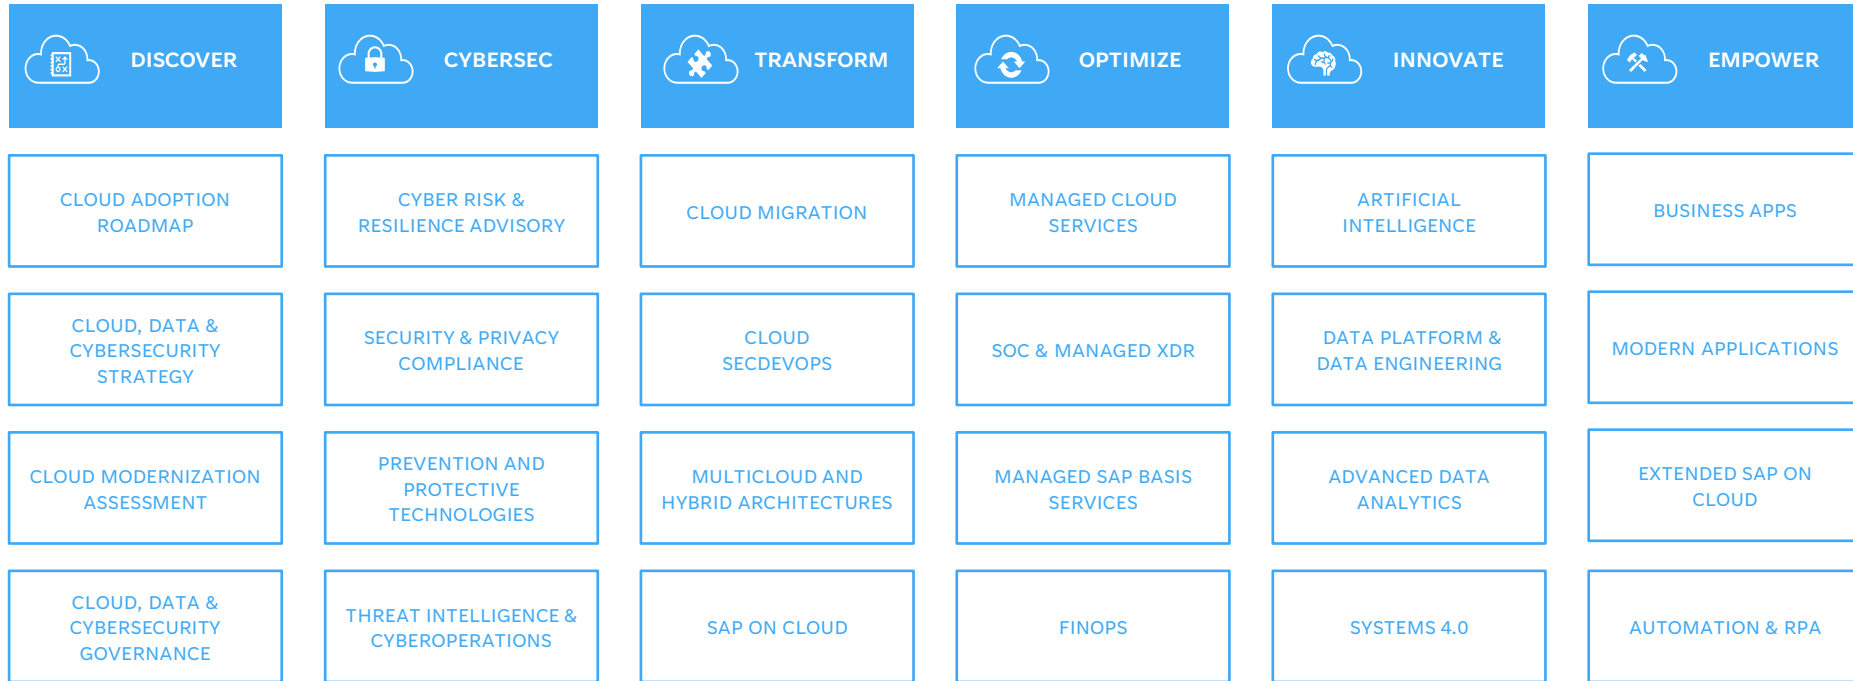 DISCOVER
CYBERSEC
TRANSFORM
OPTIMIZE
INNOVATE
EMPOWER
CLOUD ADOPTION
ROADMAP
CYBER RISK &
RESILIENCE ADVISORY
CLOUD MIGRATION
MANAGED CLOUD
SERVICES
ARTIFICIAL
INTELLIGENCE
BUSINESS APPS
CLOUD, DATA &
CYBERSECURITY
STRATEGY
SECURITY & PRIVACY
COMPLIANCE
CLOUD
SECDEVOPS
SOC & MANAGED XDR
DATA PLATFORM &
DATA ENGINEERING
MODERN APPLICATIONS
CLOUD MODERNIZATION
ASSESSMENT
PREVENTION AND
PROTECTIVE
TECHNOLOGIES
MULTICLOUD AND
HYBRID ARCHITECTURES
MANAGED SAP BASIS
SERVICES
ADVANCED DATA
ANALYTICS
EXTENDED SAP ON
CLOUD
CLOUD, DATA &
CYBERSECURITY
GOVERNANCE
THREAT INTELLIGENCE &
CYBEROPERATIONS
SAP ON CLOUD
FINOPS
SYSTEMS 4.0
AUTOMATION & RPA